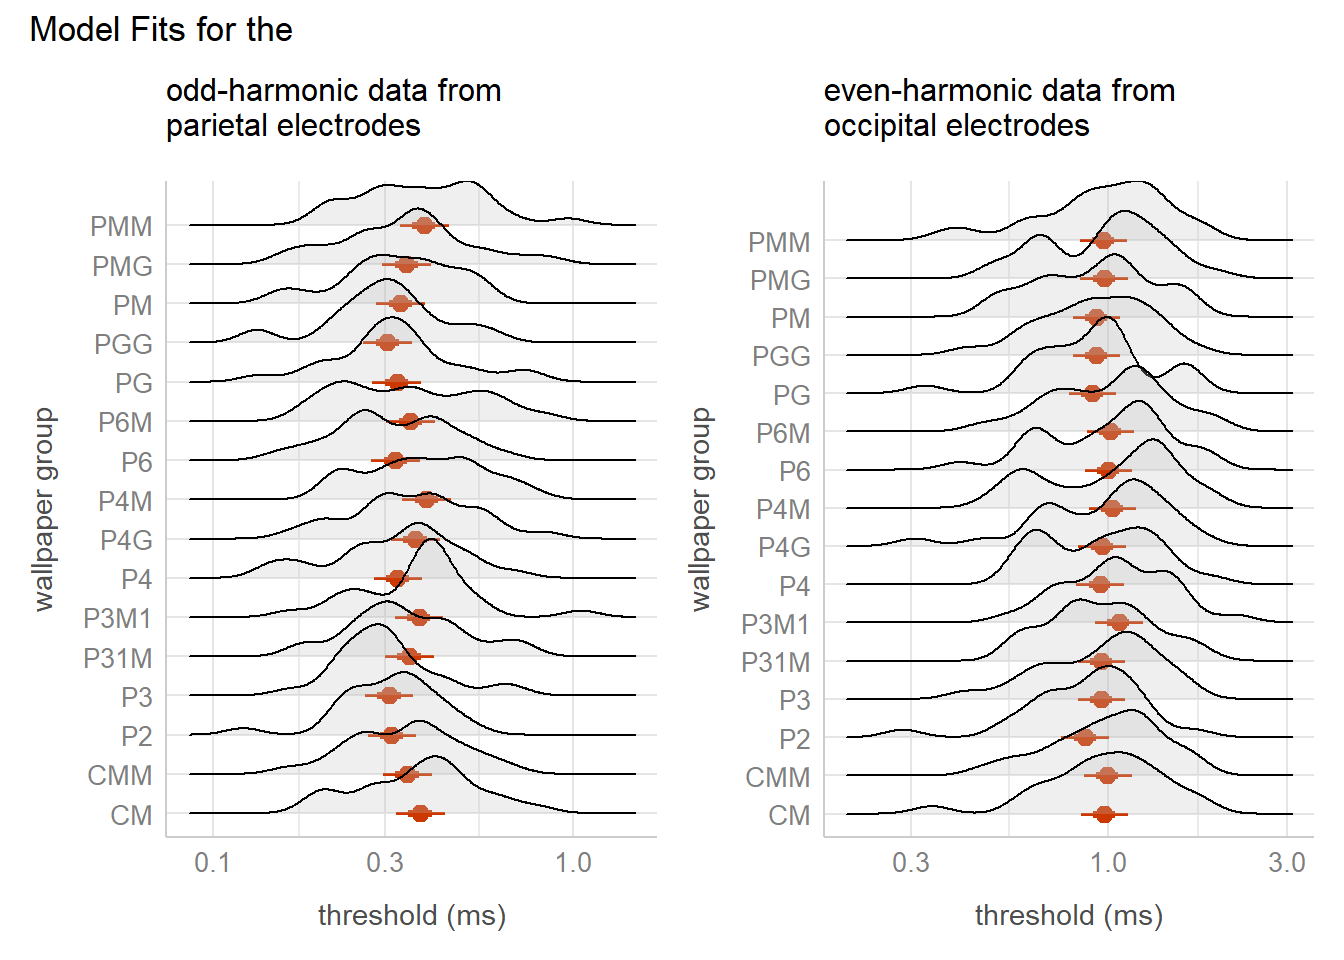 Model Fits for the
odd-harmonic data from
parietal electrodes
wallpaper group
PMM
PMG
PM
PGG
PG
P6M
P6
P4M
P4G
P4
P3M1
P31M
P3
P2
CMM
CM
0.1 0.3 1.0
threshold (ms)
even-harmonic data from
occipital electrodes
wallpaper group
PMM
PMG
PM
PGG
PG
P6M
P6
P4M
P4G
P4
P3M1
P31M
P3
P2
CMM
CM
0.3 1.0 3.0
threshold (ms)